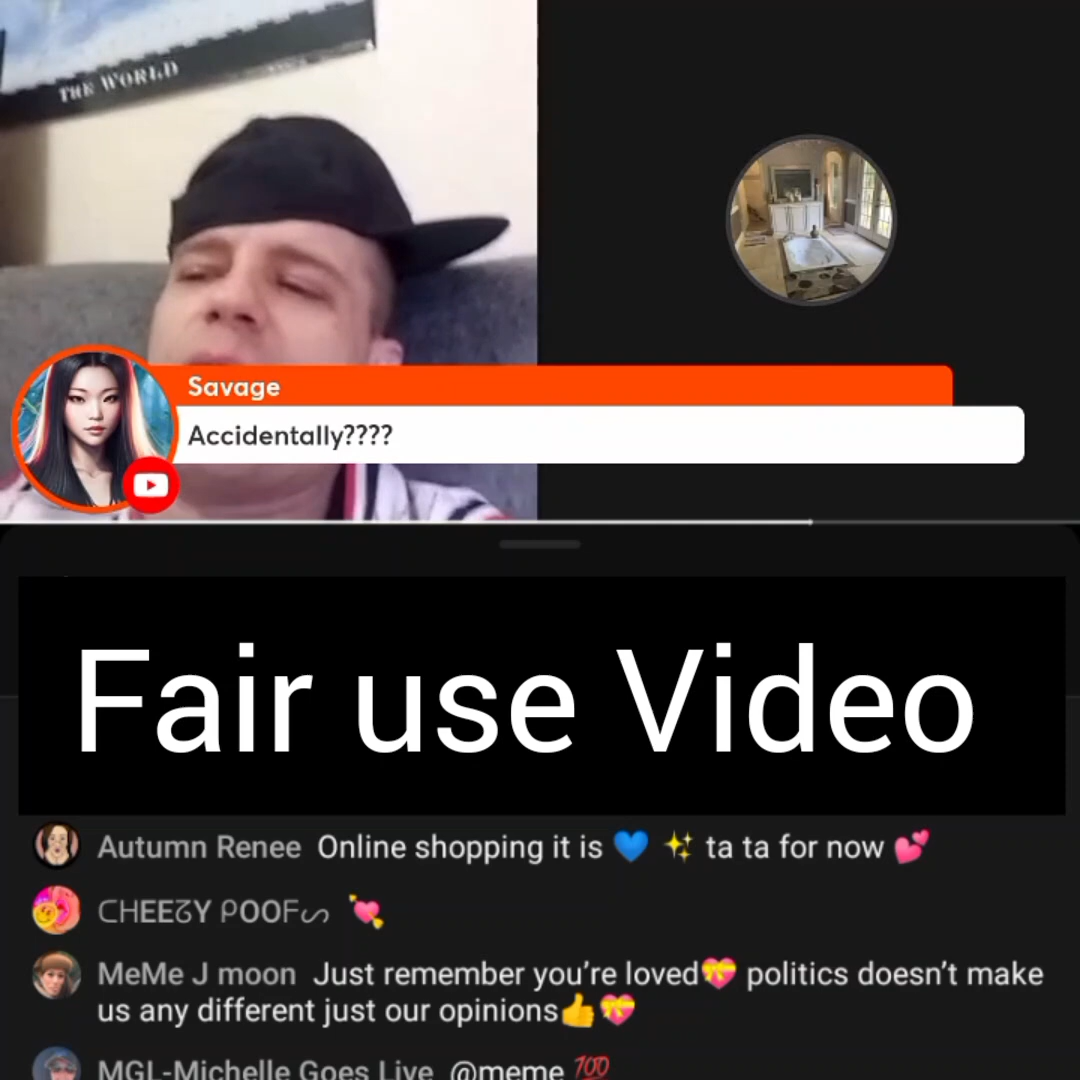 THE WORLD
Savage
Accidentally????
Fair use Video
Autumn Renee Online shopping it is 💙 ✨ ta ta for now 💕
ᑕHEEᘔY ᑭOOFᔕ 💘
MeMe J moon Just remember you’re loved💝 politics doesn’t make
us any different just our opinions👍💝
MGL-Michelle Goes Live @meme 💯